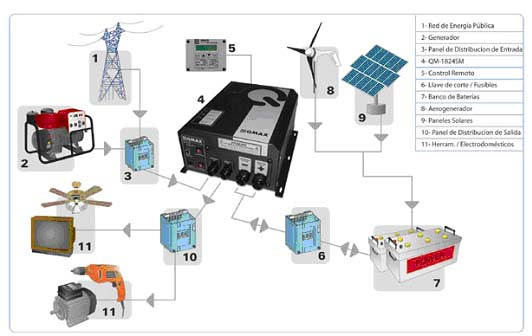 1- Red de Energía Pública
2- Generador
3- Panel de Distribucion de Entrada
4- QM-1824SM
5- Control Remoto
6- Llave de corte / Fusibles
7- Banco de Baterias
8- Aerogenerador
9- Paneles Solares
10- Panel de Distribucion de Salida
11- Herram. / Electrodomésticos
1
5
8
4
9
QMAX
2
3
- +
11
10
6
POWER
7
11